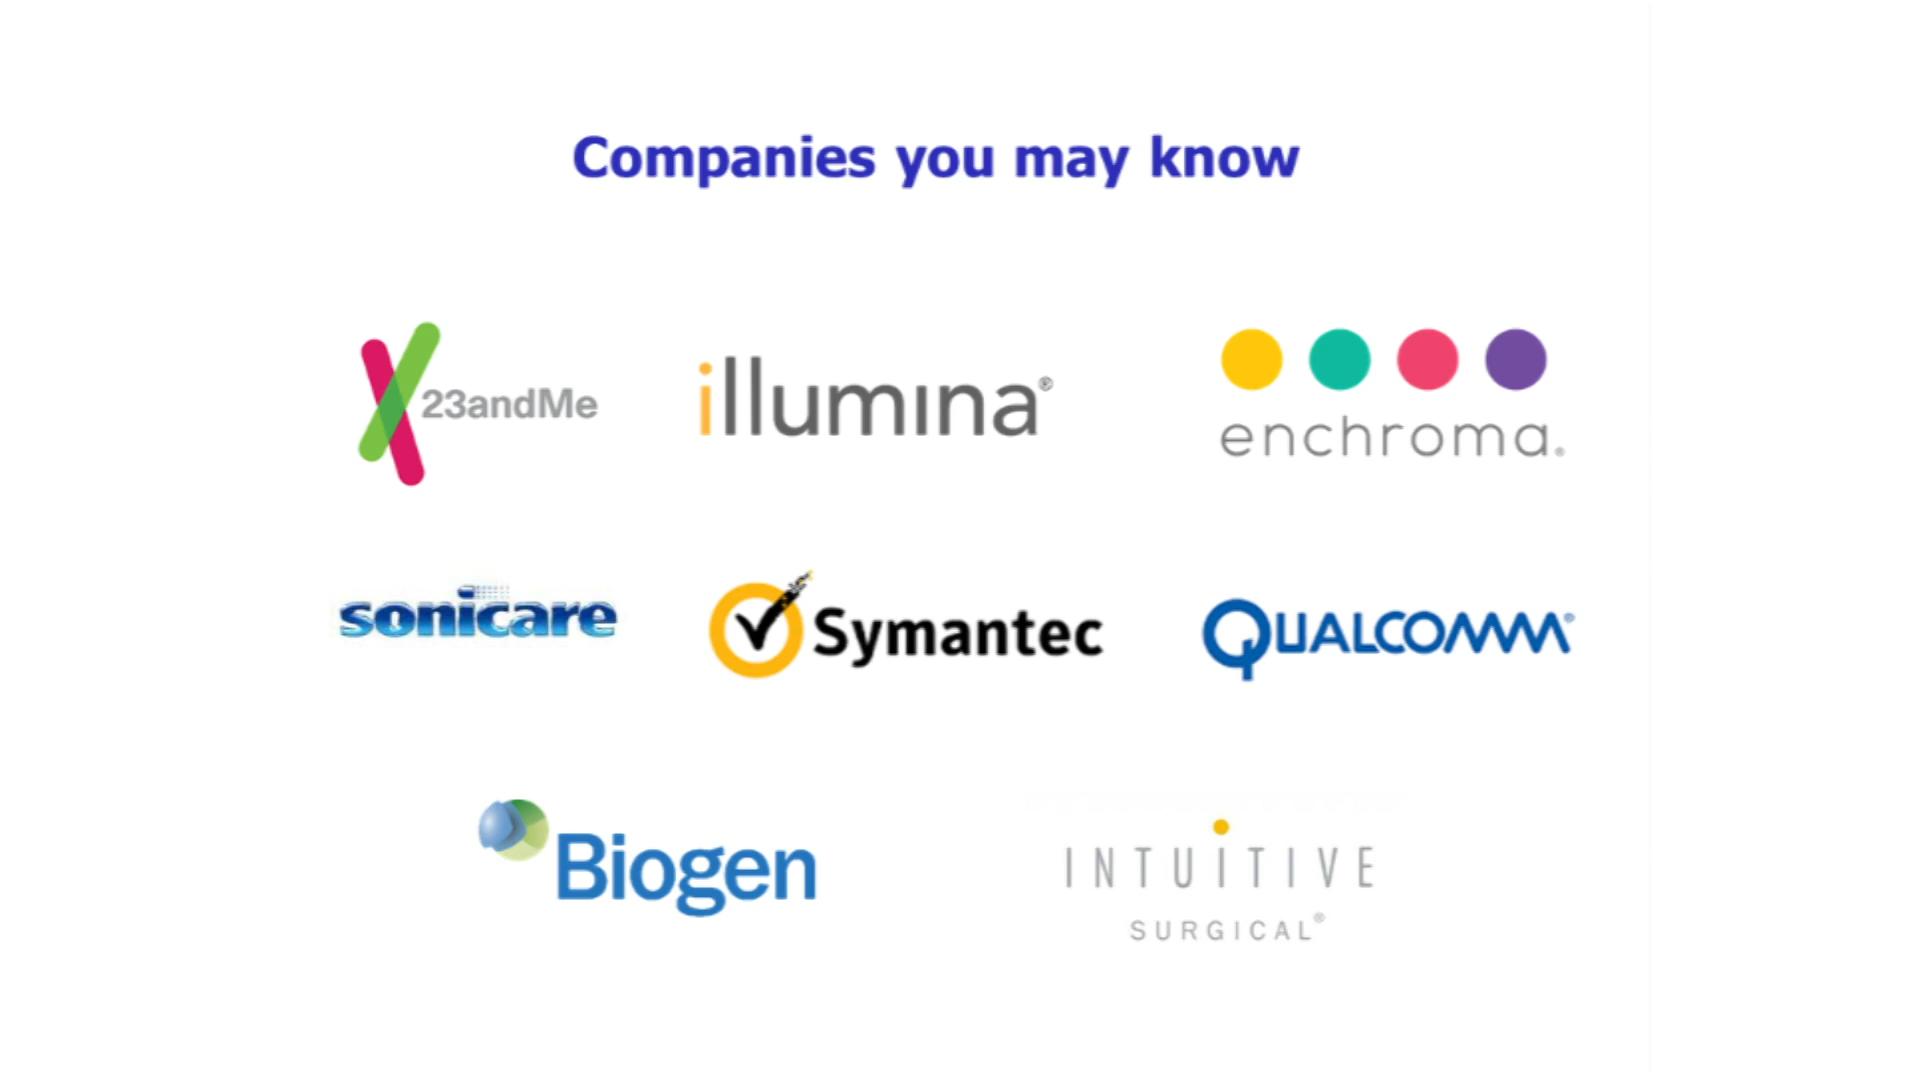 Companies you may know
23andMe
illumina®
enchroma®
sonicare
Symantec
QUALCOMM®
Biogen
INTUITIVE
SURGICAL®